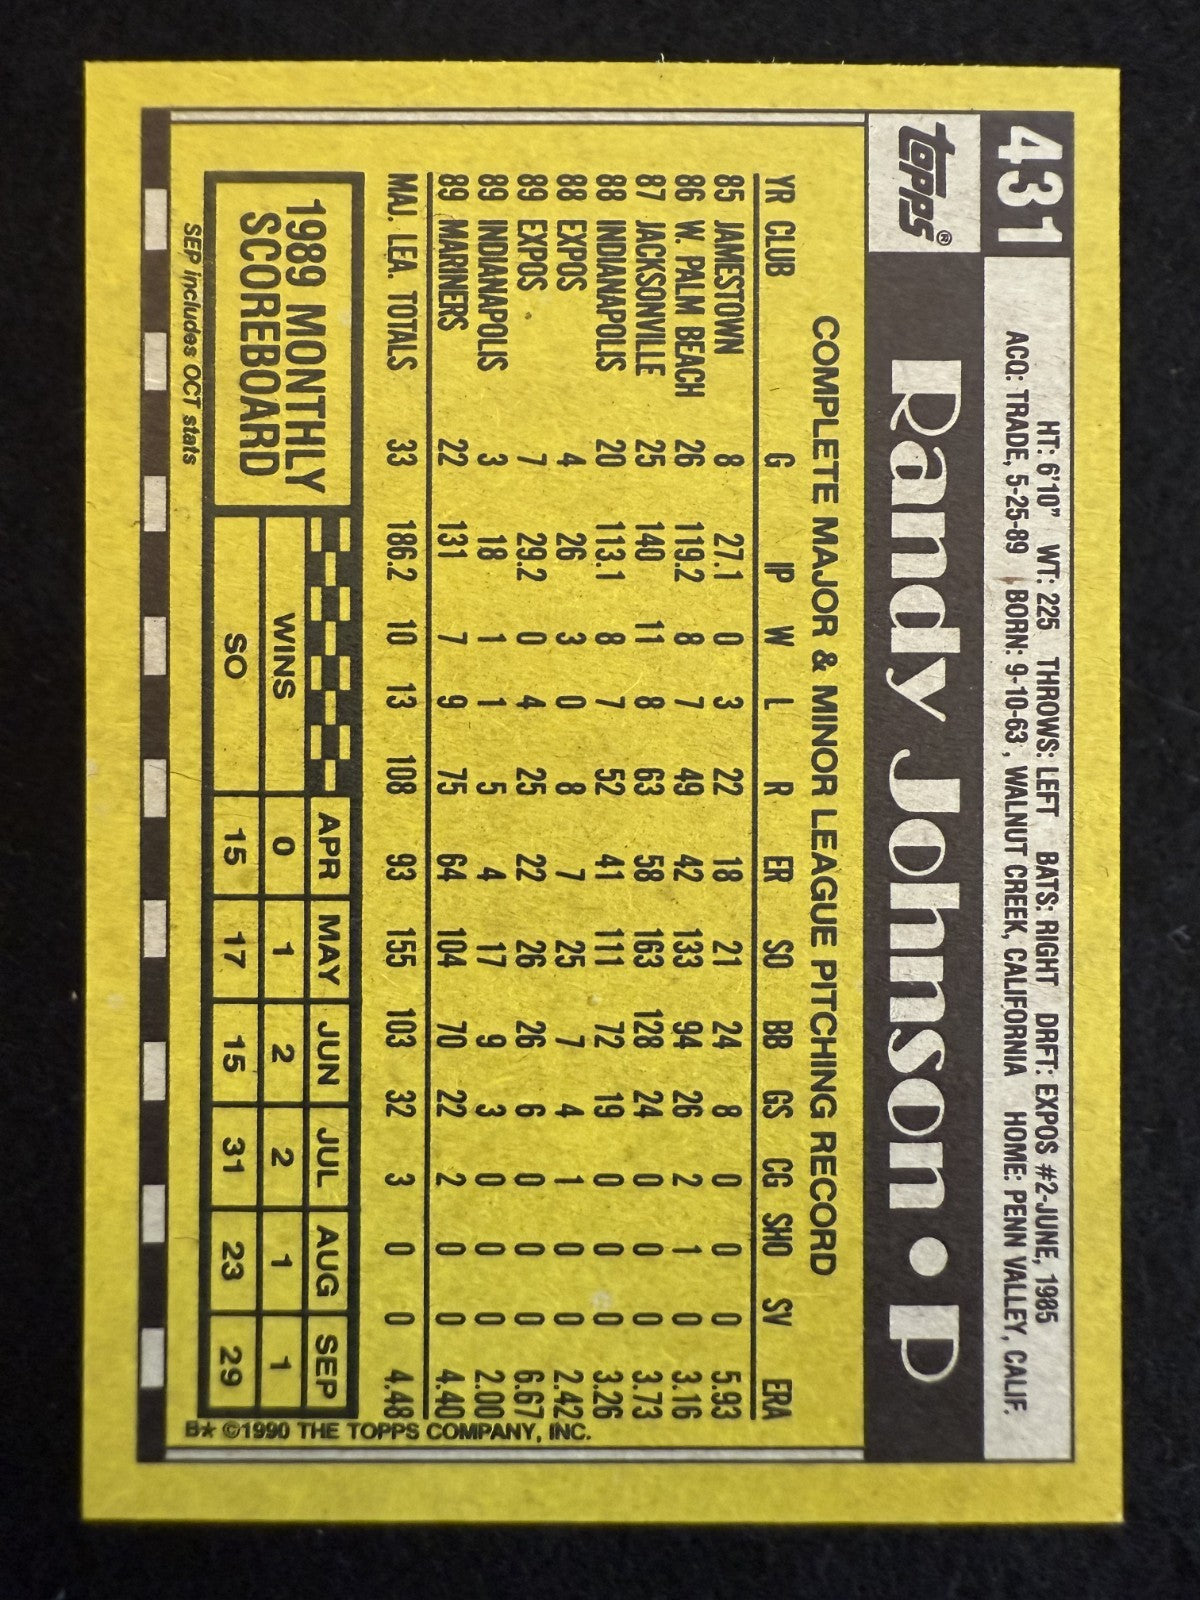 431
HT: 6'10" WT: 225 THROWS: LEFT BATS: RIGHT DRFT: EXPOS #2-JUNE, 1985
ACQ: TRADE, 5-25-89 BORN: 9-10-63, WALNUT CREEK, CALIFORNIA HOME: PENN VALLEY, CALIF.
topps®
Randy Johnson • P
COMPLETE MAJOR & MINOR LEAGUE PITCHING RECORD
YR CLUB G IP W L R ER SO BB GS CG SHO SV ERA
85 JAMESTOWN 8 27.1 0 3 22 18 21 24 8 0 0 0 5.93
86 W. PALM BEACH 26 119.2 8 7 49 42 133 94 26 2 1 0 3.16
87 JACKSONVILLE 25 140 11 8 63 58 163 128 24 0 0 0 3.73
88 INDIANAPOLIS 20 113.1 8 7 52 41 111 72 19 0 0 0 3.26
88 EXPOS 4 26 3 0 8 7 25 7 4 1 0 0 2.42
89 EXPOS 7 29.2 0 4 25 22 26 26 6 0 0 0 6.67
89 INDIANAPOLIS 3 18 1 1 5 4 17 9 3 0 0 0 2.00
89 MARINERS 22 131 7 9 75 64 104 70 22 2 0 0 4.40
MAJ. LEA. TOTALS 33 186.2 10 13 108 93 155 103 32 3 0 0 4.48
1989 MONTHLY
SCOREBOARD
APR MAY JUN JUL AUG SEP
WINS 0 1 2 2 1 1
SO 15 17 15 31 23 29
SEP includes OCT stats
B* ©1990 THE TOPPS COMPANY, INC.